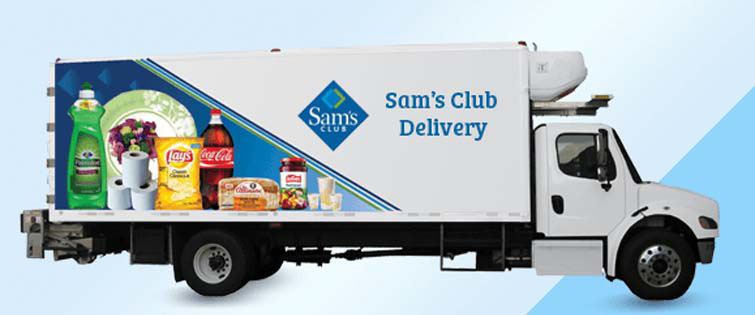 Sam's
CLUB
Sam's Club
Delivery
Palmolive
Lay's
Classic
Coca-Cola